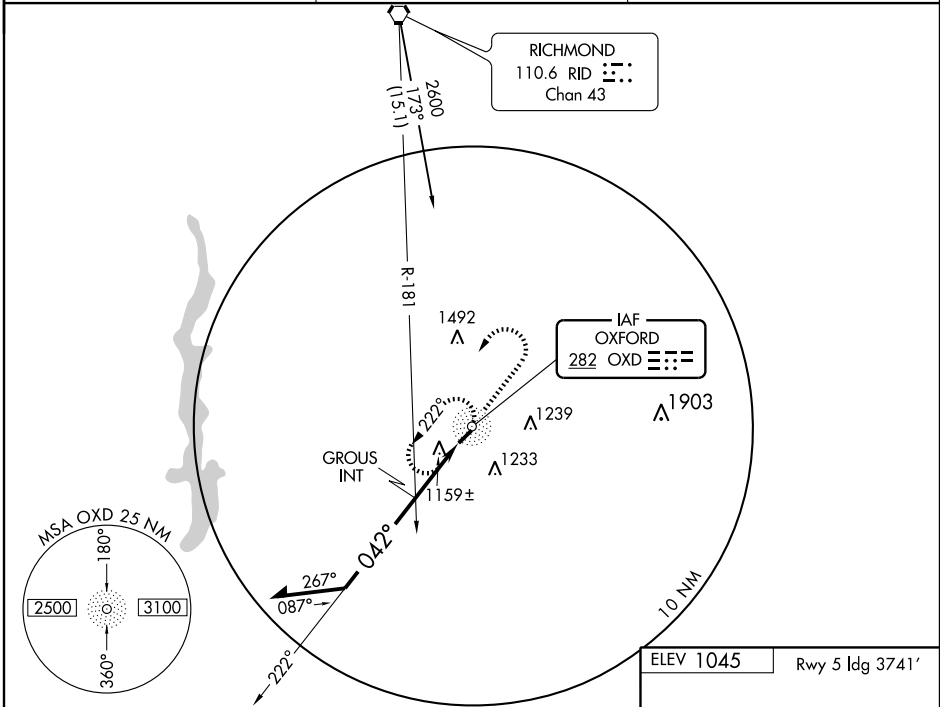 RICHMOND
110.6 RID
Chan 43
2600
173°
(15.1)
R-181
1492
IAF
OXFORD
282 OXD
1903
1239
222°
1233
GROUS
INT
1159±
042°
MSA OXD 25 NM
180°
2500
3100
360°
267°
087°
222°
10 NM
ELEV 1045
Rwy 5 ldg 3741'